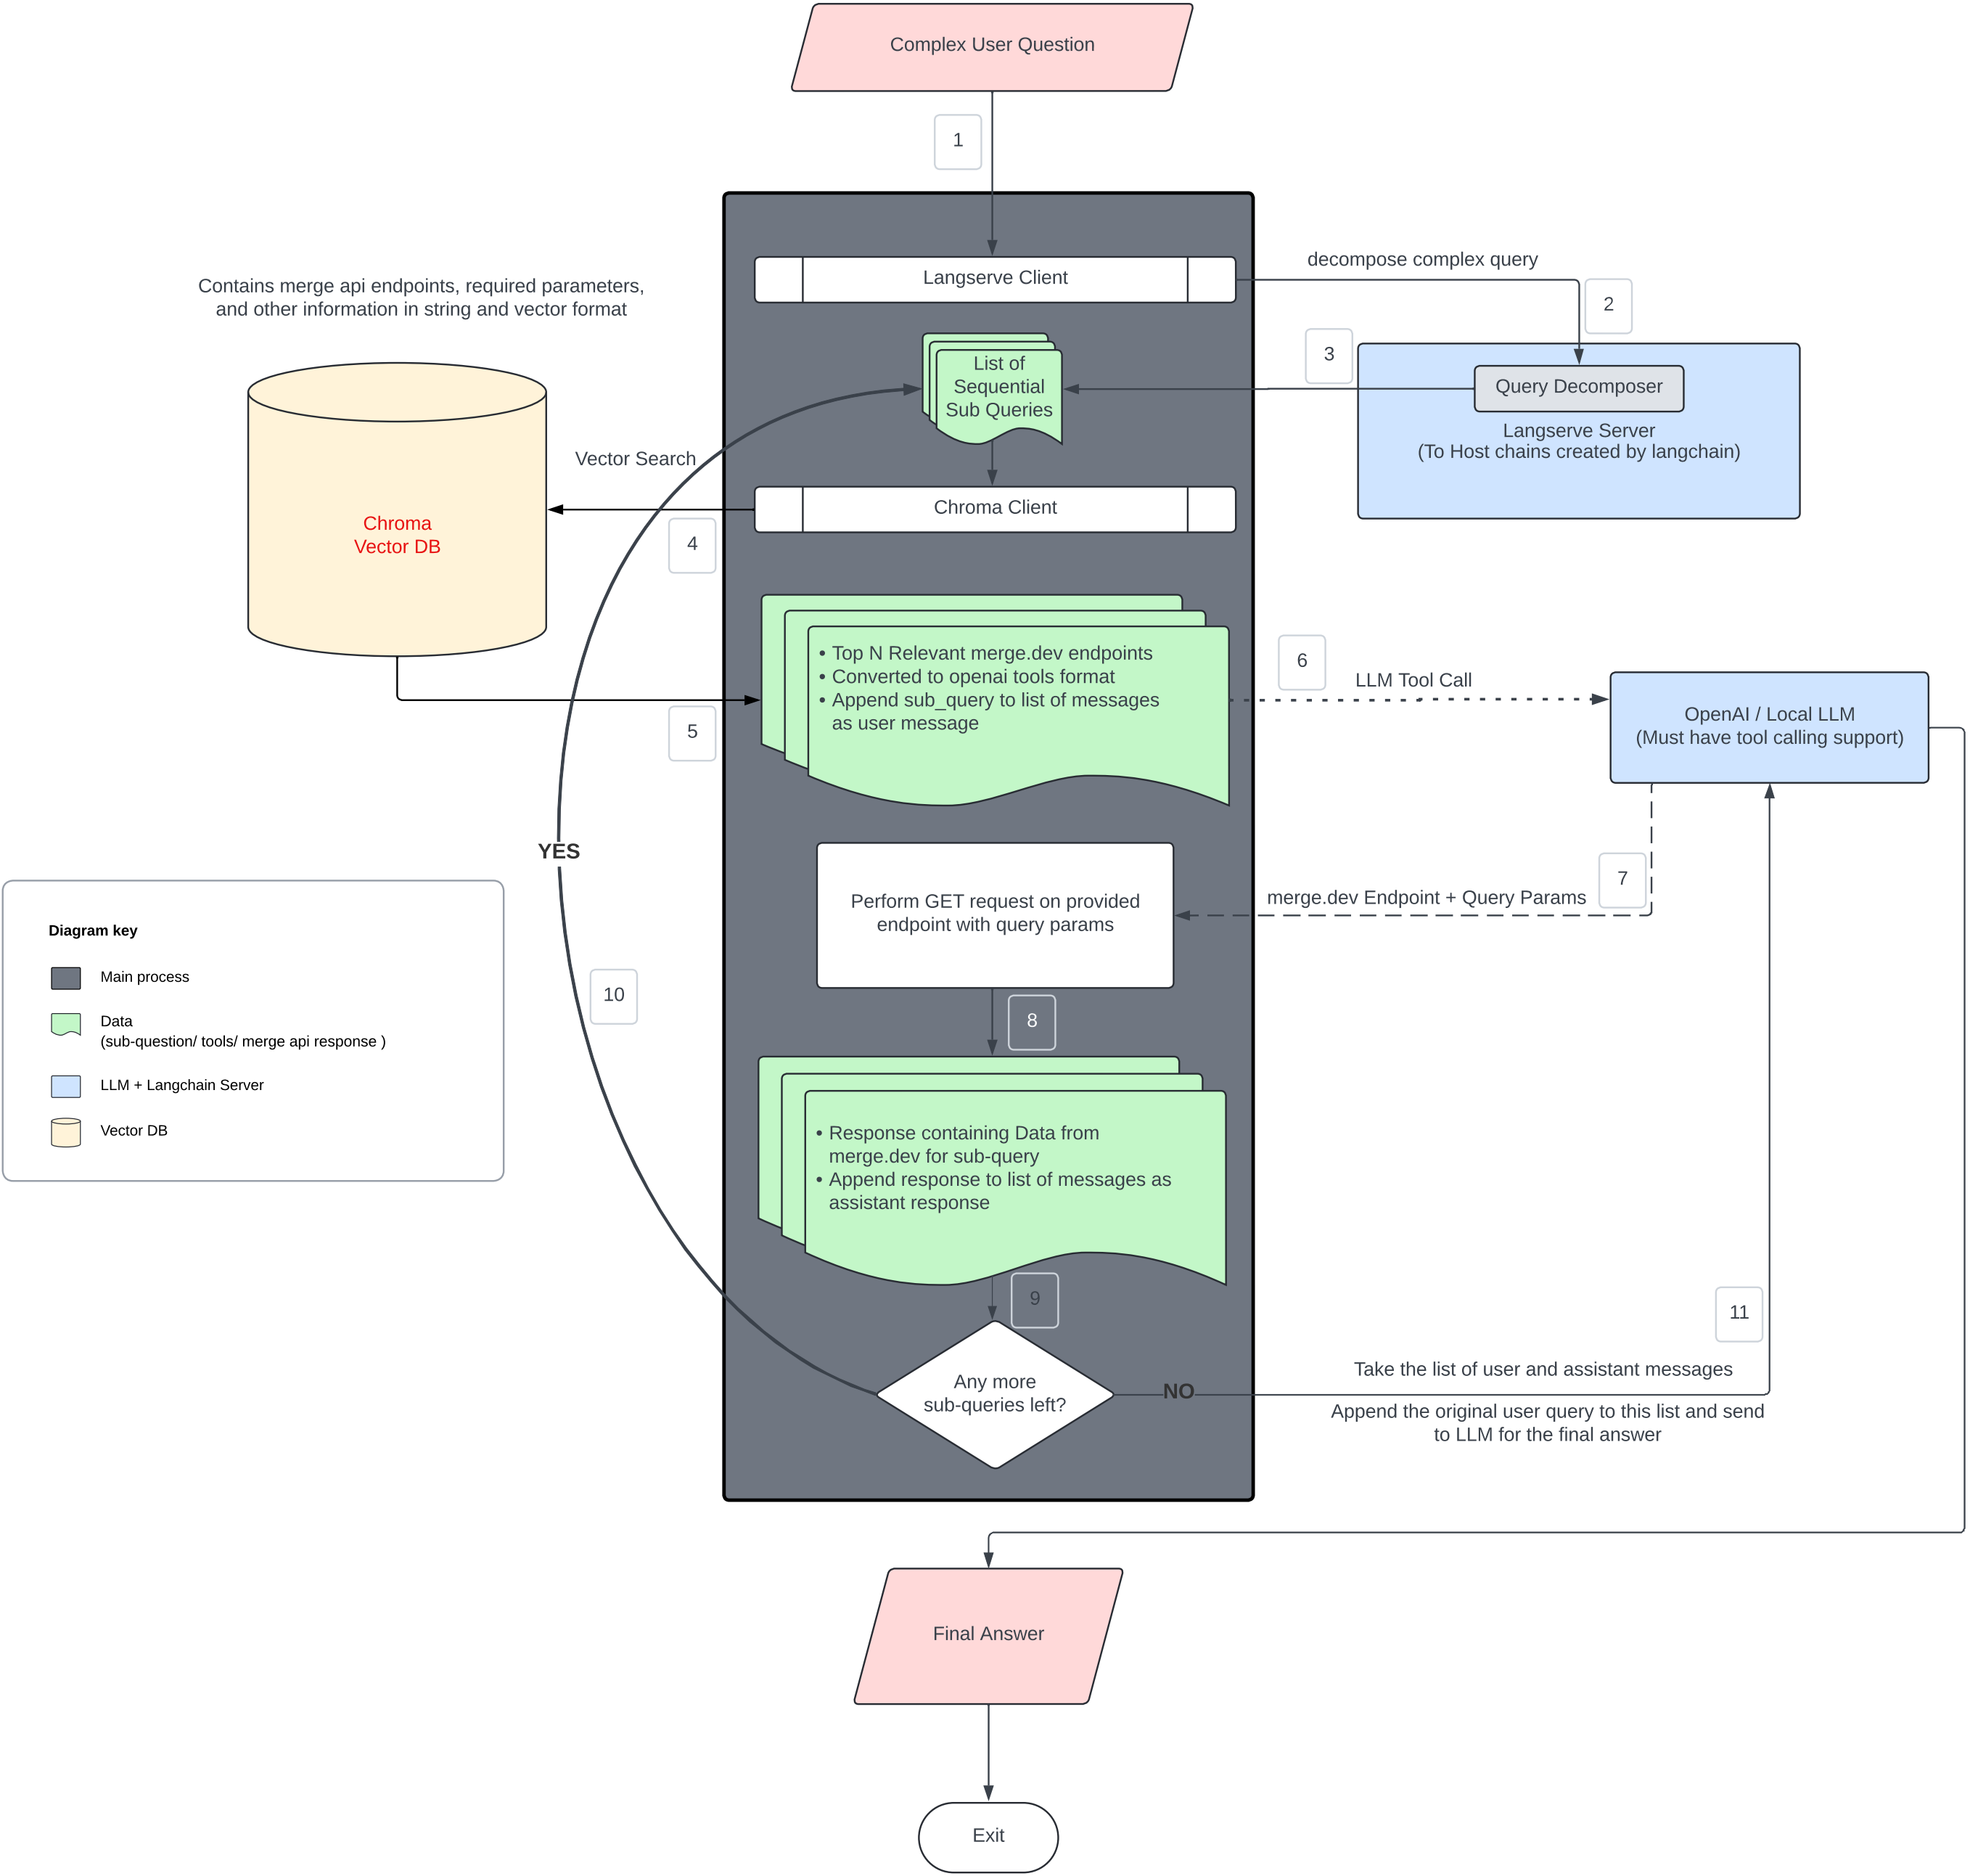 Complex User Question
1
Langserve Client
decompose complex query
2
Contains merge api endpoints, required parameters,
and other information in string and vector format
List of
Sequential
Sub Queries
3
Query Decomposer
Langserve Server
(To Host chains created by langchain)
Vector Search
Chroma Client
Chroma
Vector DB
4
• Top N Relevant merge.dev endpoints
• Converted to openai tools format
• Append sub_query to list of messages
as user message
5
6
LLM Tool Call
OpenAI / Local LLM
(Must have tool calling support)
YES
7
merge.dev Endpoint + Query Params
Perform GET request on provided
endpoint with query params
Diagram key
Main process
Data
(sub-question/ tools/ merge api response )
LLM + Langchain Server
Vector DB
10
8
• Response containing Data from
merge.dev for sub-query
• Append response to list of messages as
assistant response
9
Any more
sub-queries left?
NO
11
Take the list of user and assistant messages
Append the original user query to this list and send
to LLM for the final answer
Final Answer
Exit